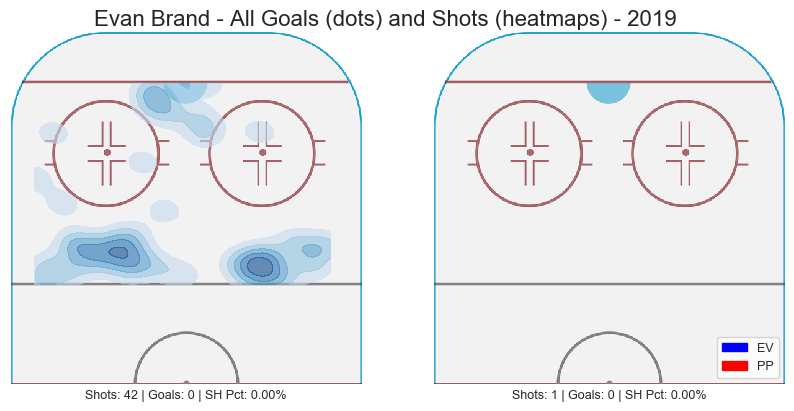 Evan Brand - All Goals (dots) and Shots (heatmaps) - 2019
EV
PP
Shots: 42 | Goals: 0 | SH Pct: 0.00%
Shots: 1 | Goals: 0 | SH Pct: 0.00%